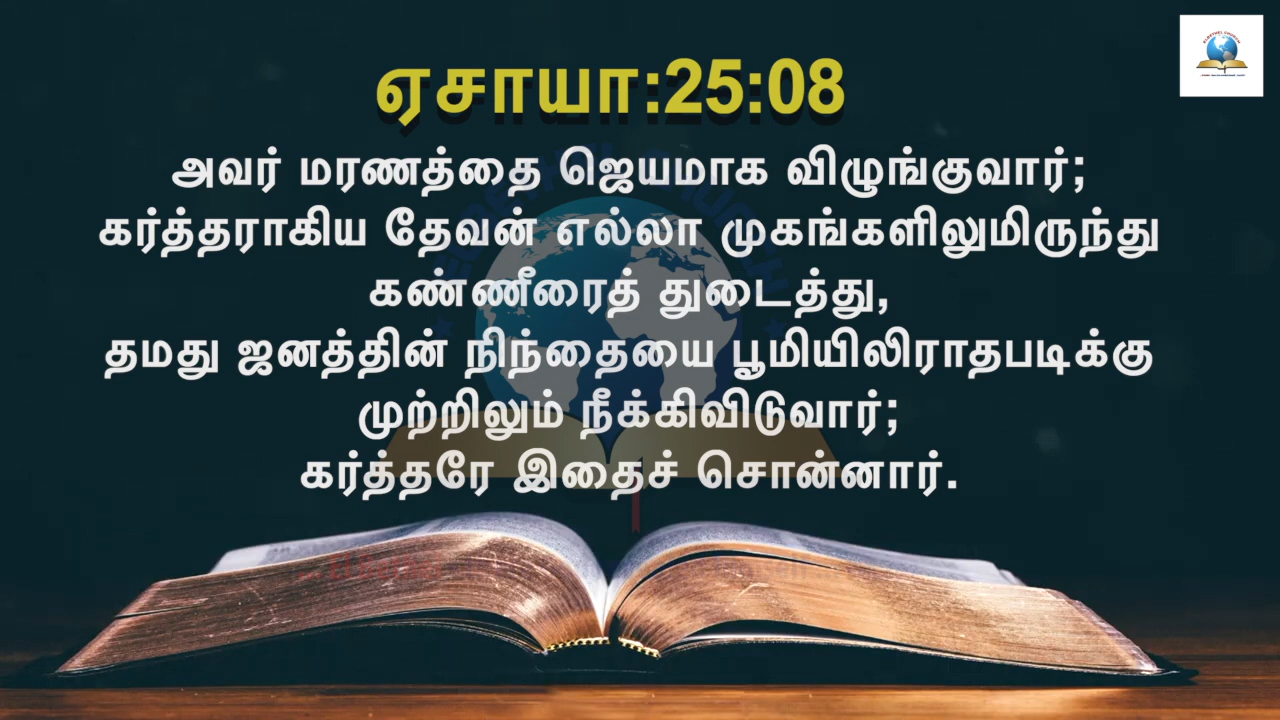 ஏசாயா:25:08
அவர் மரணத்தை ஜெயமாக விழுங்குவார்;
கர்த்தராகிய தேவன் எல்லா முகங்களிலுமிருந்து
கண்ணீரைத் துடைத்து,
தமது ஜனத்தின் நிந்தையை பூமியிலிராதபடிக்கு
முற்றிலும் நீக்கிவிடுவார்;
கர்த்தரே இதைச் சொன்னார்.